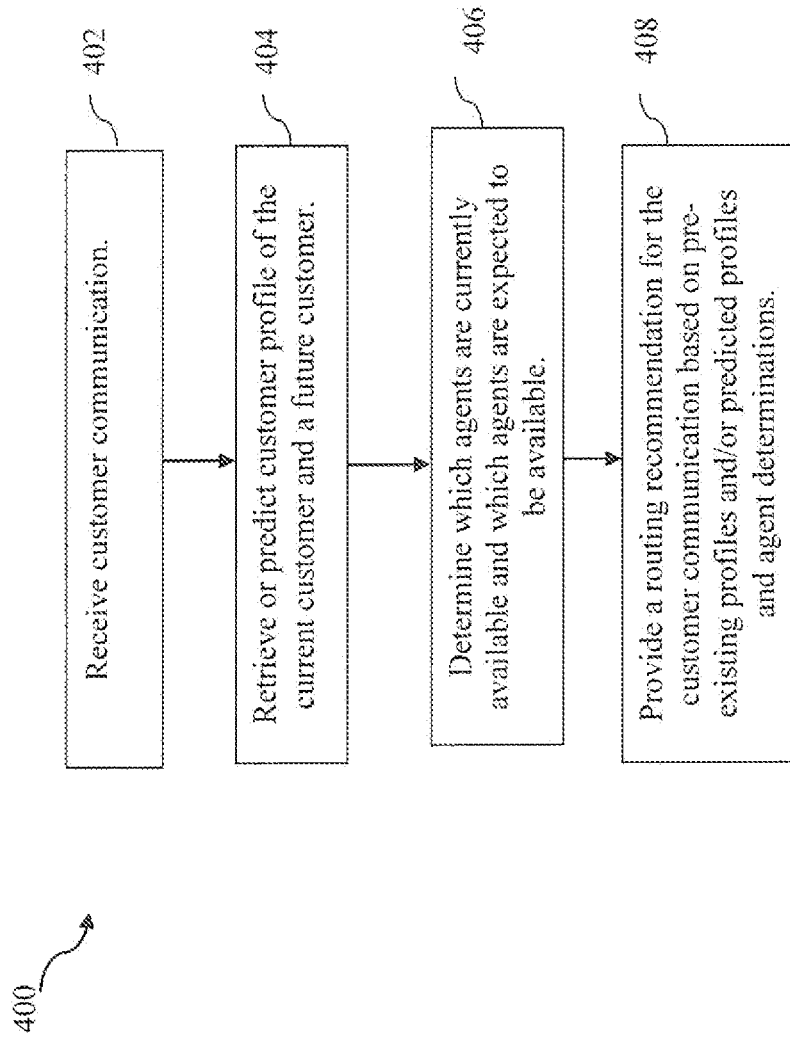 400
402
Receive customer communication.
404
Retrieve or predict customer profile of the
current customer and a future customer.
406
Determine which agents are currently
available and which agents are expected to
be available.
408
Provide a routing recommendation for the
customer communication based on pre-
existing profiles and/or predicted profiles
and agent determinations.